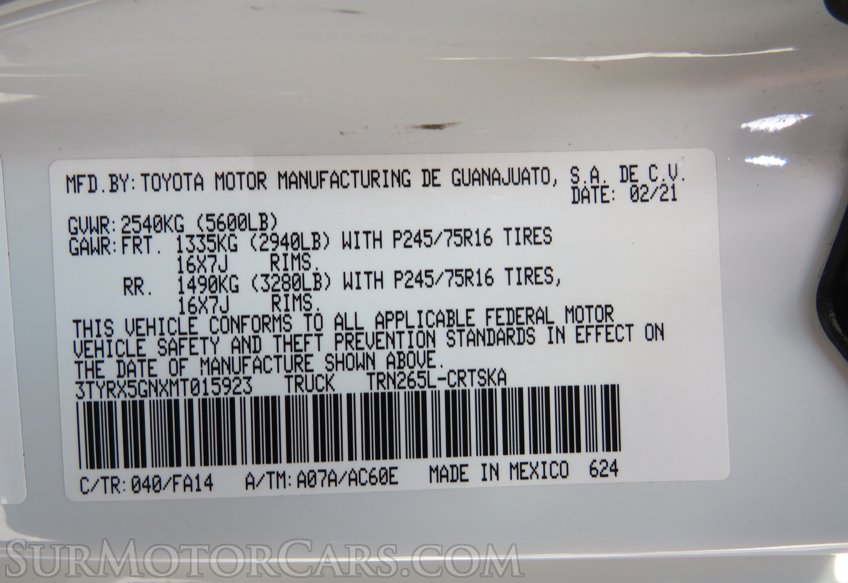 MFD.BY: TOYOTA MOTOR MANUFACTURING DE GUANAJUATO, S.A. DE C.V.
DATE: 02/21
GVWR: 2540KG (5600LB)
GAWR: FRT. 1335KG (2940LB) WITH P245/75R16 TIRES
16X7J RIMS.
RR. 1490KG (3280LB) WITH P245/75R16 TIRES,
16X7J RIMS.
THIS VEHICLE CONFORMS TO ALL APPLICABLE FEDERAL MOTOR
VEHICLE SAFETY AND THEFT PREVENTION STANDARDS IN EFFECT ON
THE DATE OF MANUFACTURE SHOWN ABOVE.
3TYRX5GNXMT015923 TRUCK TRN265L-CRTSKA
C/TR: 040/FA14 A/TM: A07A/AC60E MADE IN MEXICO 624
SURMOTORCARS.COM